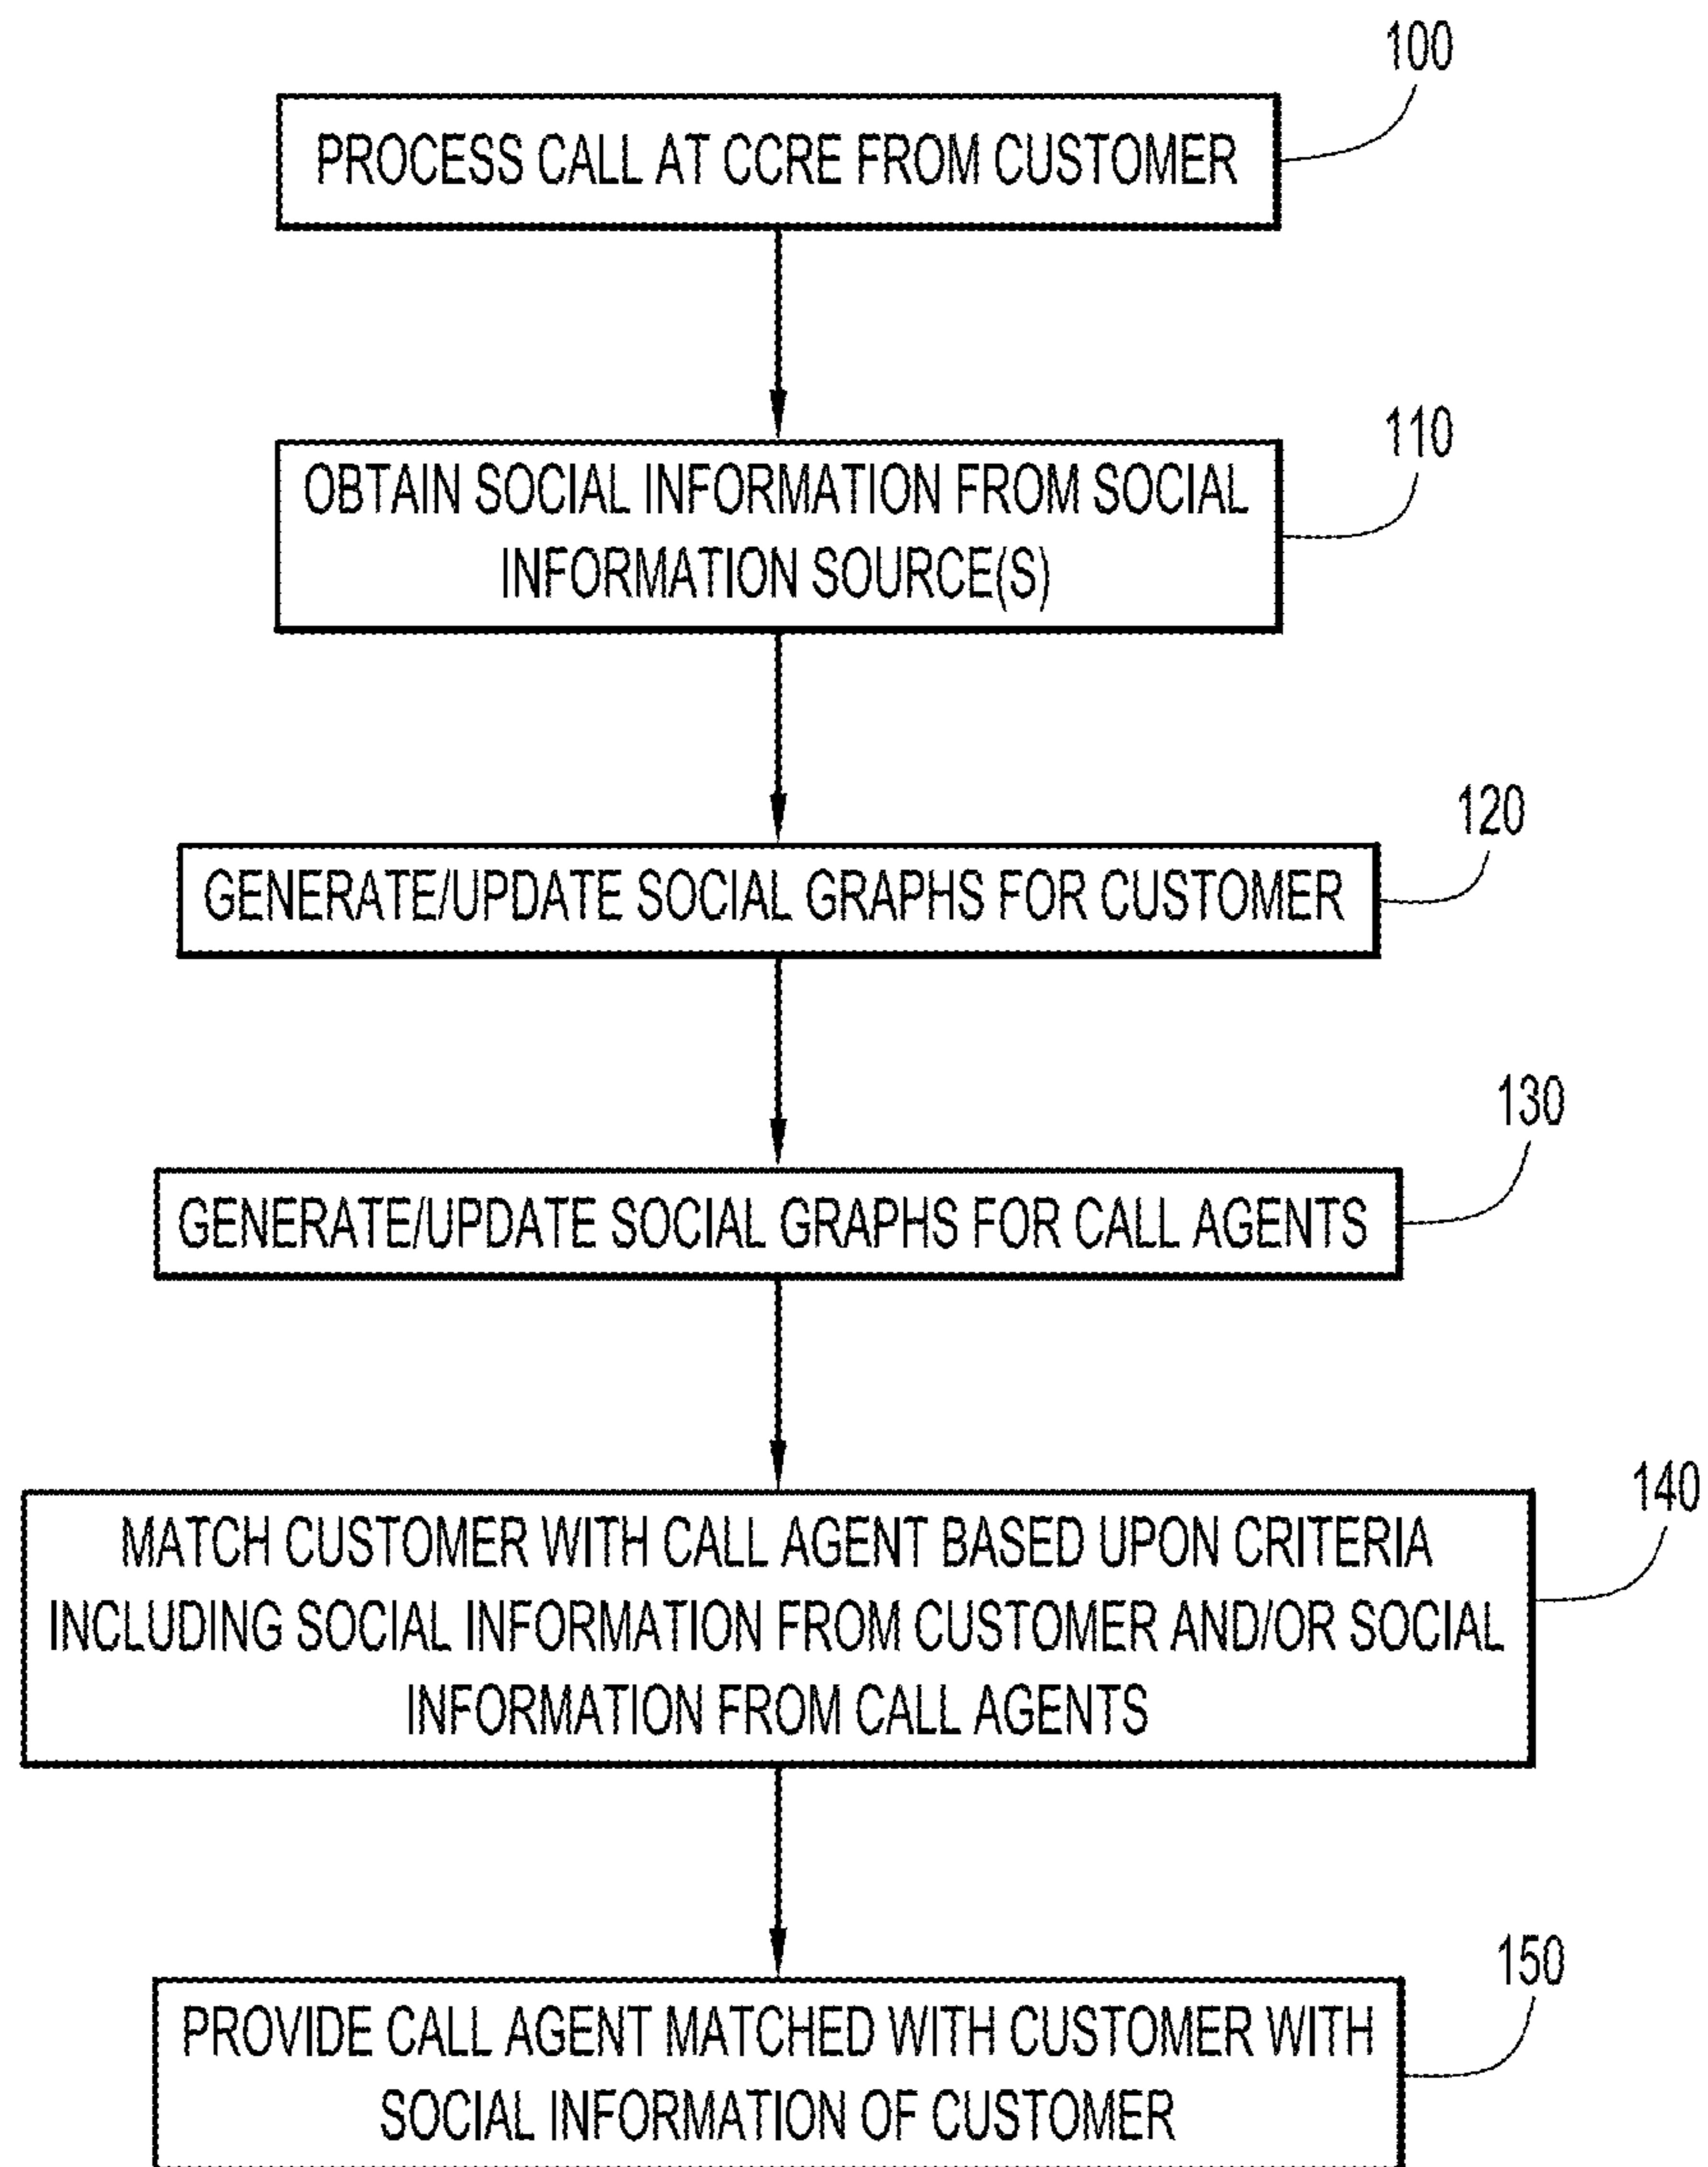 100
PROCESS CALL AT CCRE FROM CUSTOMER
110
OBTAIN SOCIAL INFORMATION FROM SOCIAL
INFORMATION SOURCE(S)
120
GENERATE/UPDATE SOCIAL GRAPHS FOR CUSTOMER
130
GENERATE/UPDATE SOCIAL GRAPHS FOR CALL AGENTS
140
MATCH CUSTOMER WITH CALL AGENT BASED UPON CRITERIA
INCLUDING SOCIAL INFORMATION FROM CUSTOMER AND/OR SOCIAL
INFORMATION FROM CALL AGENTS
150
PROVIDE CALL AGENT MATCHED WITH CUSTOMER WITH
SOCIAL INFORMATION OF CUSTOMER